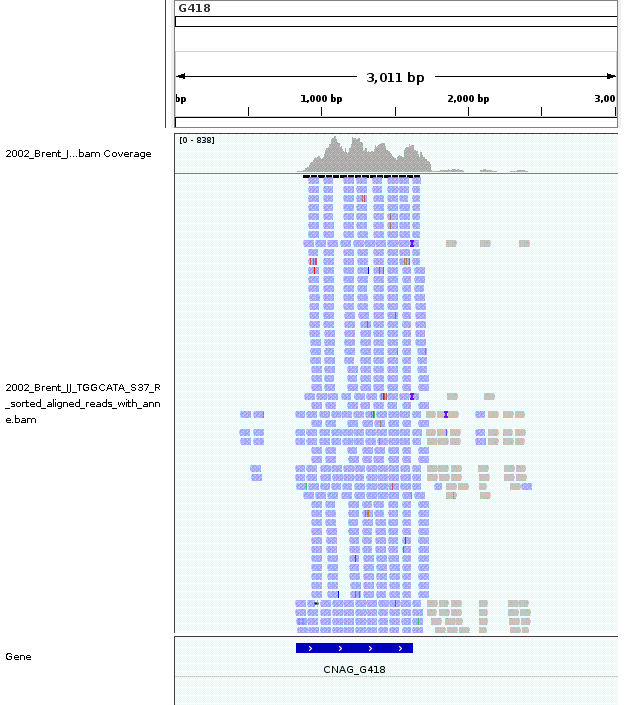 G418
3,011 bp
bp 1,000 bp 2,000 bp 3,00
[0 - 838]
2002_Brent_J...bam Coverage
2002_Brent_JJ_TGGCATA_S37_R
_sorted_aligned_reads_with_ann
e.bam
Gene
CNAG_G418